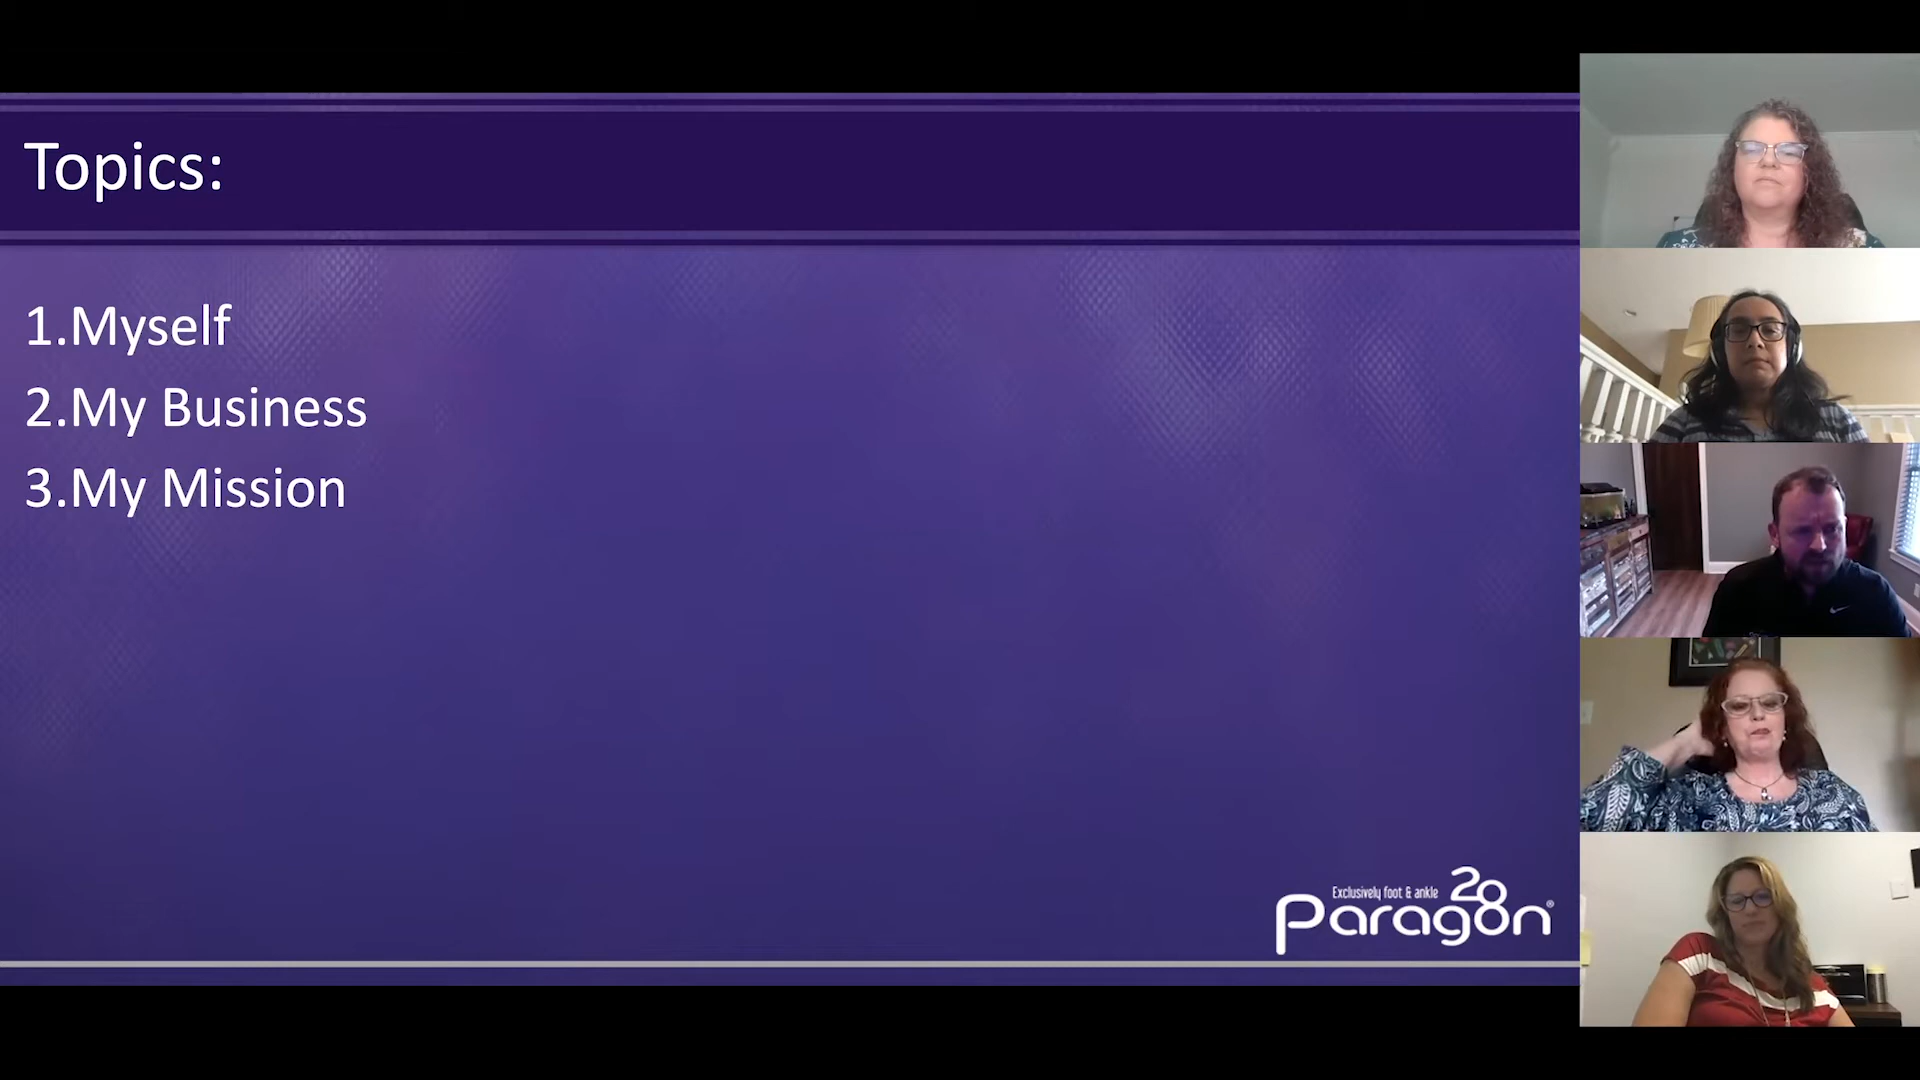 Topics:
1.Myself
2.My Business
3.My Mission
Exclusively foot & ankle
Paragon 28®